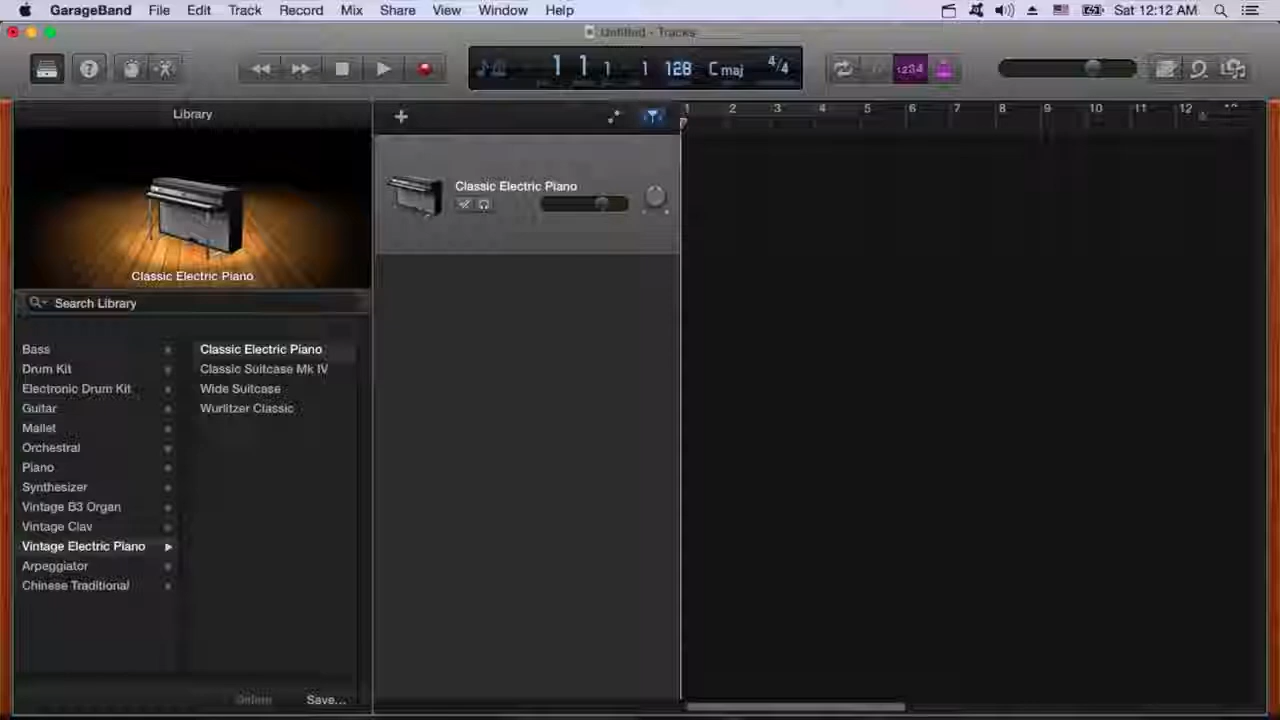 GarageBand File Edit Track Record Mix Share View Window Help Sat 12:12 AM
Untitled - Tracks
1 1 1 1 128 C maj 4/4
1234
Library
1 2 3 4 5 6 7 8 9 10 11 12
Classic Electric Piano
Classic Electric Piano
Search Library
Bass
Drum Kit
Electronic Drum Kit
Guitar
Mallet
Orchestral
Piano
Synthesizer
Vintage B3 Organ
Vintage Clav
Vintage Electric Piano
Arpeggiator
Chinese Traditional
Classic Electric Piano
Classic Suitcase Mk IV
Wide Suitcase
Wurlitzer Classic
Delete Save...